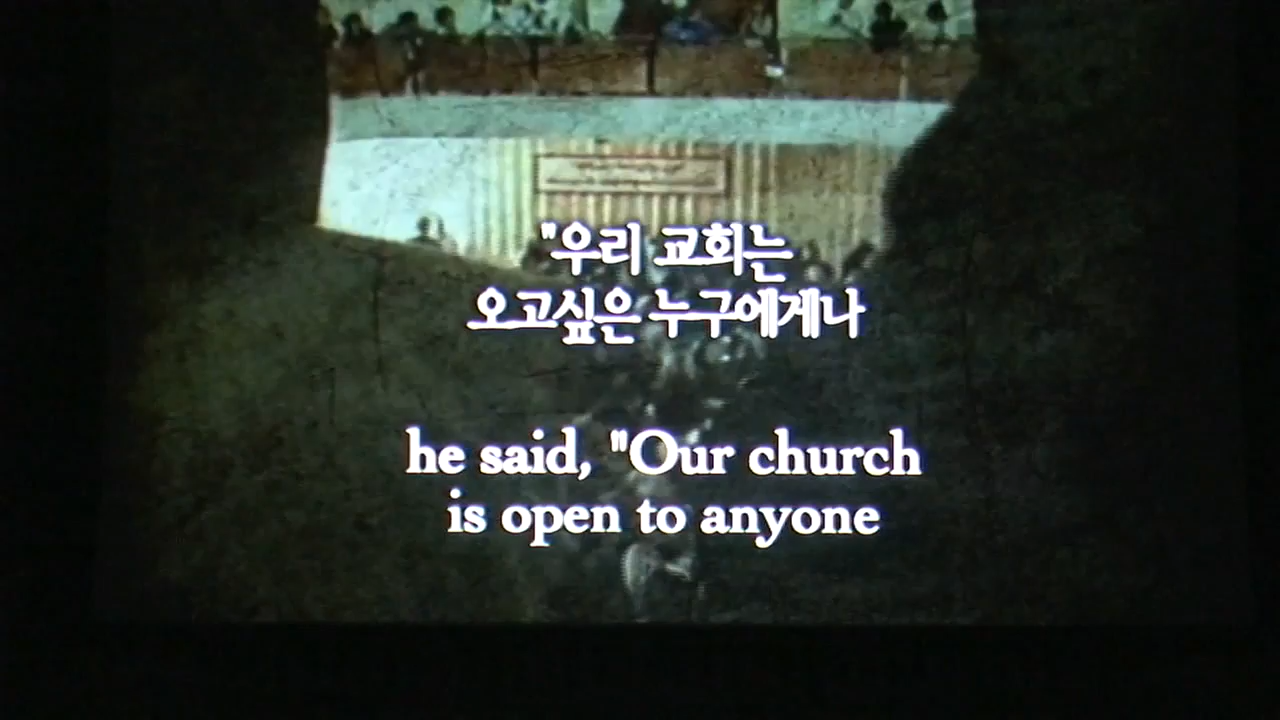 "우리 교회는
오고싶은 누구에게나
he said, "Our church
is open to anyone